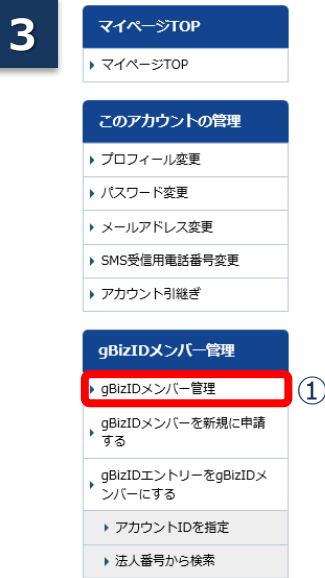 3
マイページTOP
マイページTOP
このアカウントの管理
プロフィール変更
パスワード変更
メールアドレス変更
SMS受信用電話番号変更
アカウント引継ぎ
gBizIDメンバー管理
gBizIDメンバー管理
①
gBizIDメンバーを新規に申請
する
gBizIDエントリーをgBizIDメ
ンバーにする
アカウントIDを指定
法人番号から検索